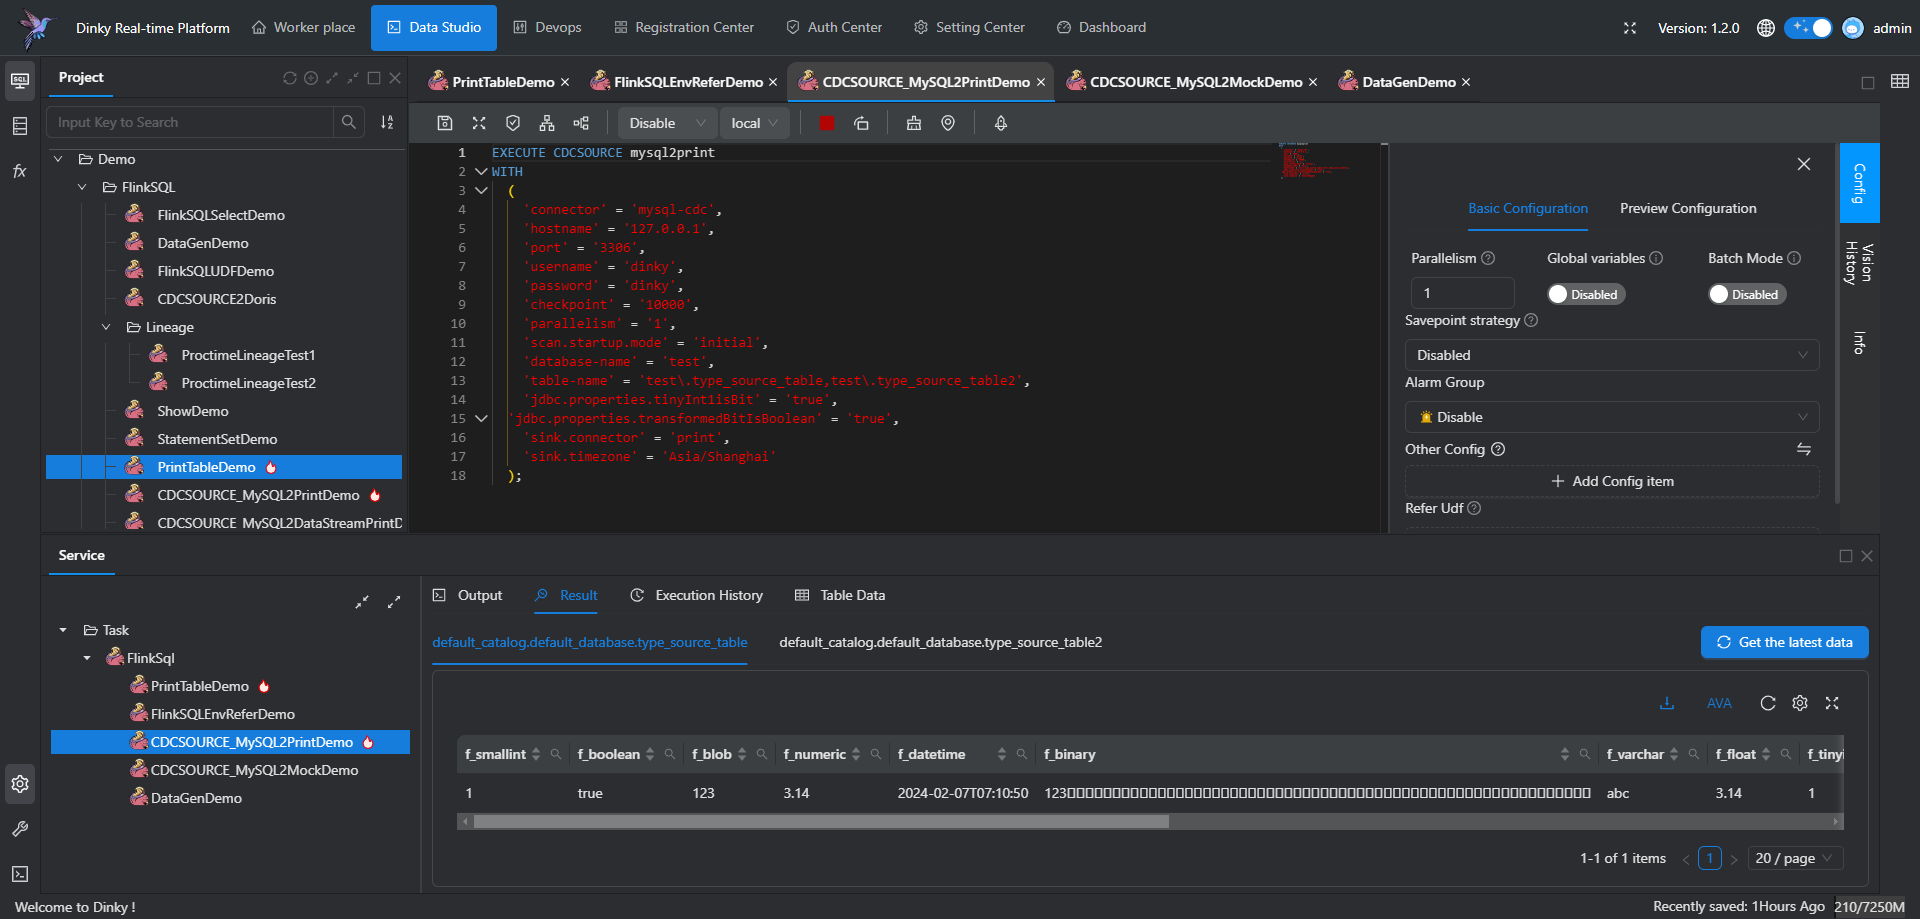 Dinky Real-time Platform
Worker place
Data Studio
Devops
Registration Center
Auth Center
Setting Center
Dashboard
Version: 1.2.0
admin
Project
PrintTableDemo
FlinkSQLEnvReferDemo
CDCSOURCE_MySQL2PrintDemo
CDCSOURCE_MySQL2MockDemo
DataGenDemo
Input Key to Search
Disable
local
Demo
FlinkSQL
FlinkSQLSelectDemo
DataGenDemo
FlinkSQLUDFDemo
CDCSOURCE2Doris
Lineage
ProctimeLineageTest1
ProctimeLineageTest2
ShowDemo
StatementSetDemo
PrintTableDemo
CDCSOURCE_MySQL2PrintDemo
CDCSOURCE_MySQL2DataStreamPrintD
1 EXECUTE CDCSOURCE mysql2print
2 WITH
3 (
4 'connector' = 'mysql-cdc',
5 'hostname' = '127.0.0.1',
6 'port' = '3306',
7 'username' = 'dinky',
8 'password' = 'dinky',
9 'checkpoint' = '10000',
10 'parallelism' = '1',
11 'scan.startup.mode' = 'initial',
12 'database-name' = 'test',
13 'table-name' = 'test\.type_source_table,test\.type_source_table2',
14 'jdbc.properties.tinyInt1isBit' = 'true',
15 'jdbc.properties.transformedBitIsBoolean' = 'true',
16 'sink.connector' = 'print',
17 'sink.timezone' = 'Asia/Shanghai'
18 );
Basic Configuration
Preview Configuration
Parallelism
Global variables
Batch Mode
1
Disabled
Disabled
Savepoint strategy
Disabled
Alarm Group
Disable
Other Config
+ Add Config item
Refer Udf
Config
Vision History
Info
Service
Task
FlinkSql
PrintTableDemo
FlinkSQLEnvReferDemo
CDCSOURCE_MySQL2PrintDemo
CDCSOURCE_MySQL2MockDemo
DataGenDemo
Output
Result
Execution History
Table Data
default_catalog.default_database.type_source_table
default_catalog.default_database.type_source_table2
Get the latest data
AVA
f_smallint f_boolean f_blob f_numeric f_datetime f_binary f_varchar f_float f_tinyi
1 true 123 3.14 2024-02-07T07:10:50 123 abc 3.14 1
1-1 of 1 items
1
20 / page
Welcome to Dinky !
Recently saved: 1Hours Ago
210/7250M